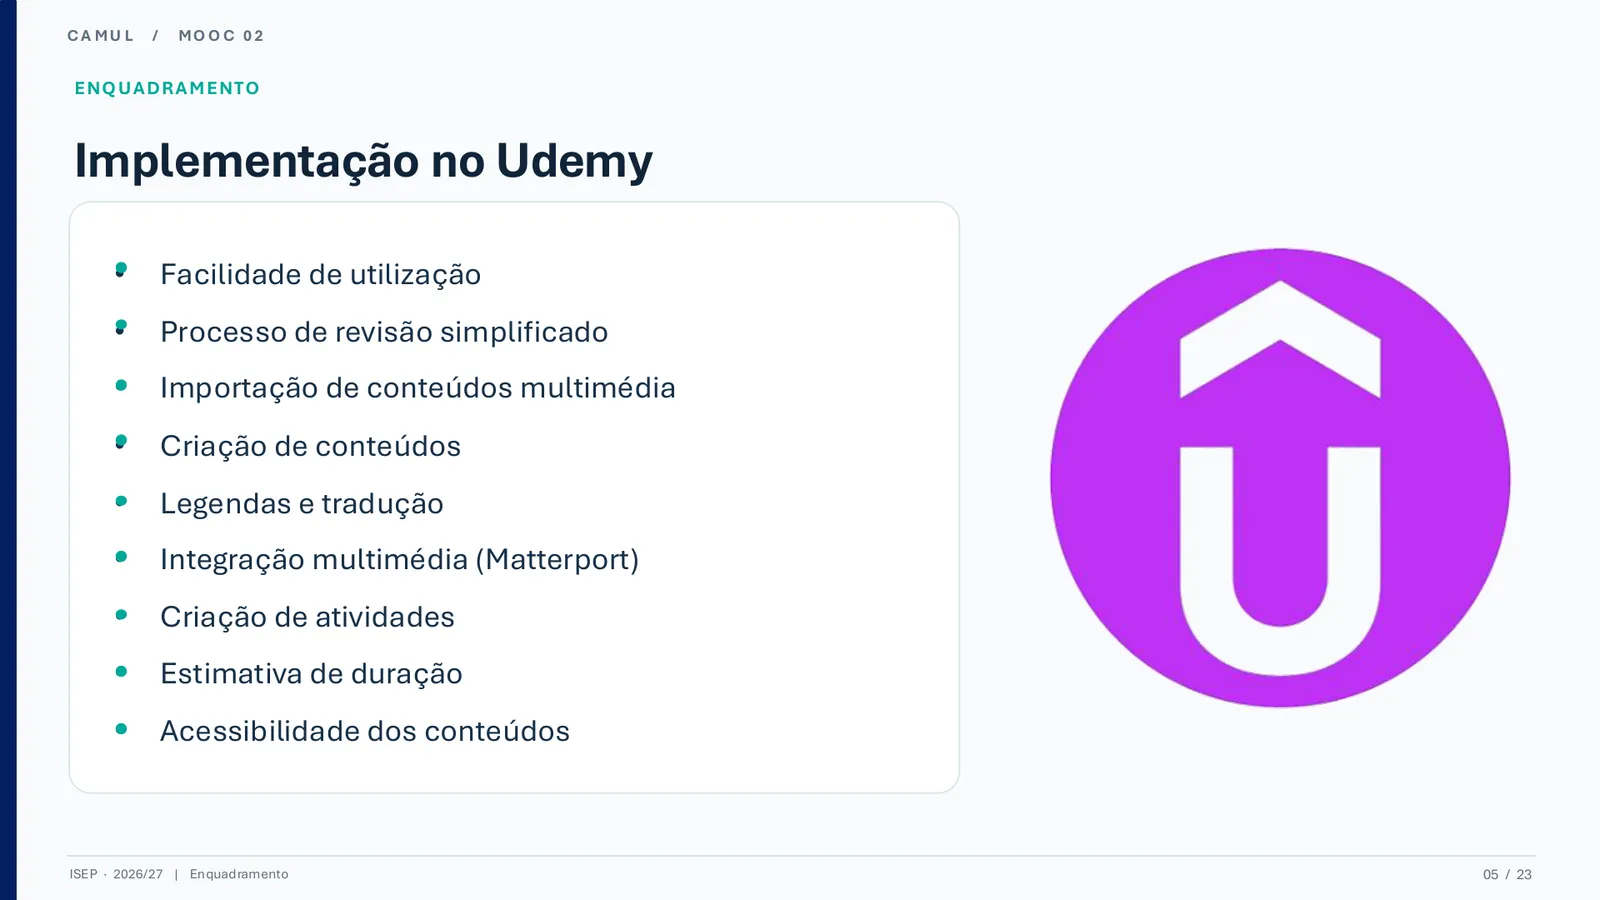 CAMUL / MOOC 02
ENQUADRAMENTO
Implementação no Udemy
• Facilidade de utilização
• Processo de revisão simplificado
• Importação de conteúdos multimédia
• Criação de conteúdos
• Legendas e tradução
• Integração multimédia (Matterport)
• Criação de atividades
• Estimativa de duração
• Acessibilidade dos conteúdos
ISEP · 2026/27 | Enquadramento
05 / 23